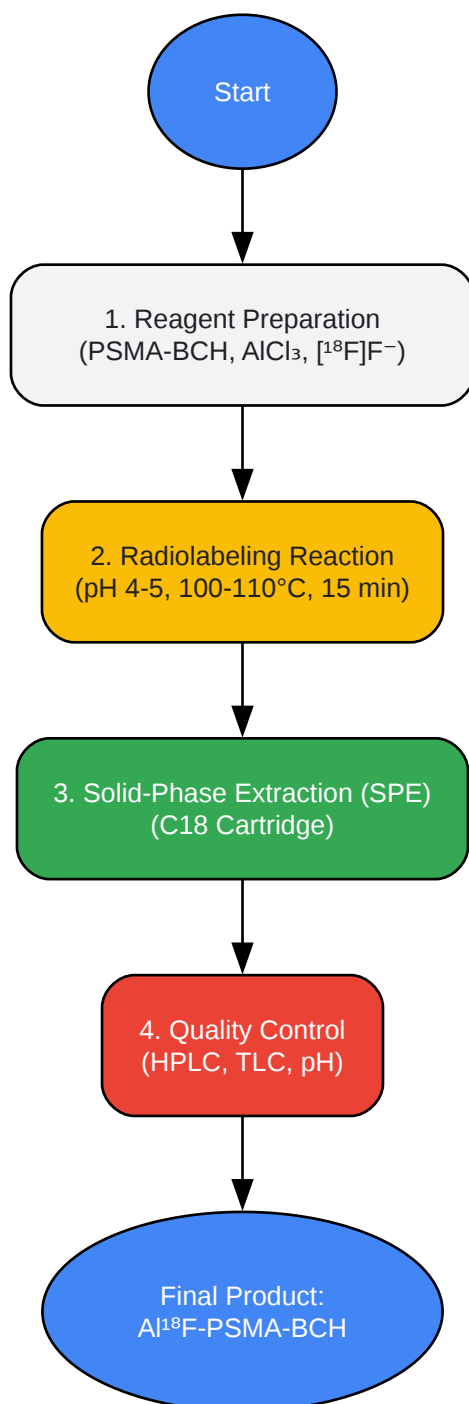 Start
1. Reagent Preparation
(PSMA-BCH, AlCl₃, [¹⁸F]F⁻)
2. Radiolabeling Reaction
(pH 4-5, 100-110°C, 15 min)
3. Solid-Phase Extraction (SPE)
(C18 Cartridge)
4. Quality Control
(HPLC, TLC, pH)
Final Product:
Al¹⁸F-PSMA-BCH